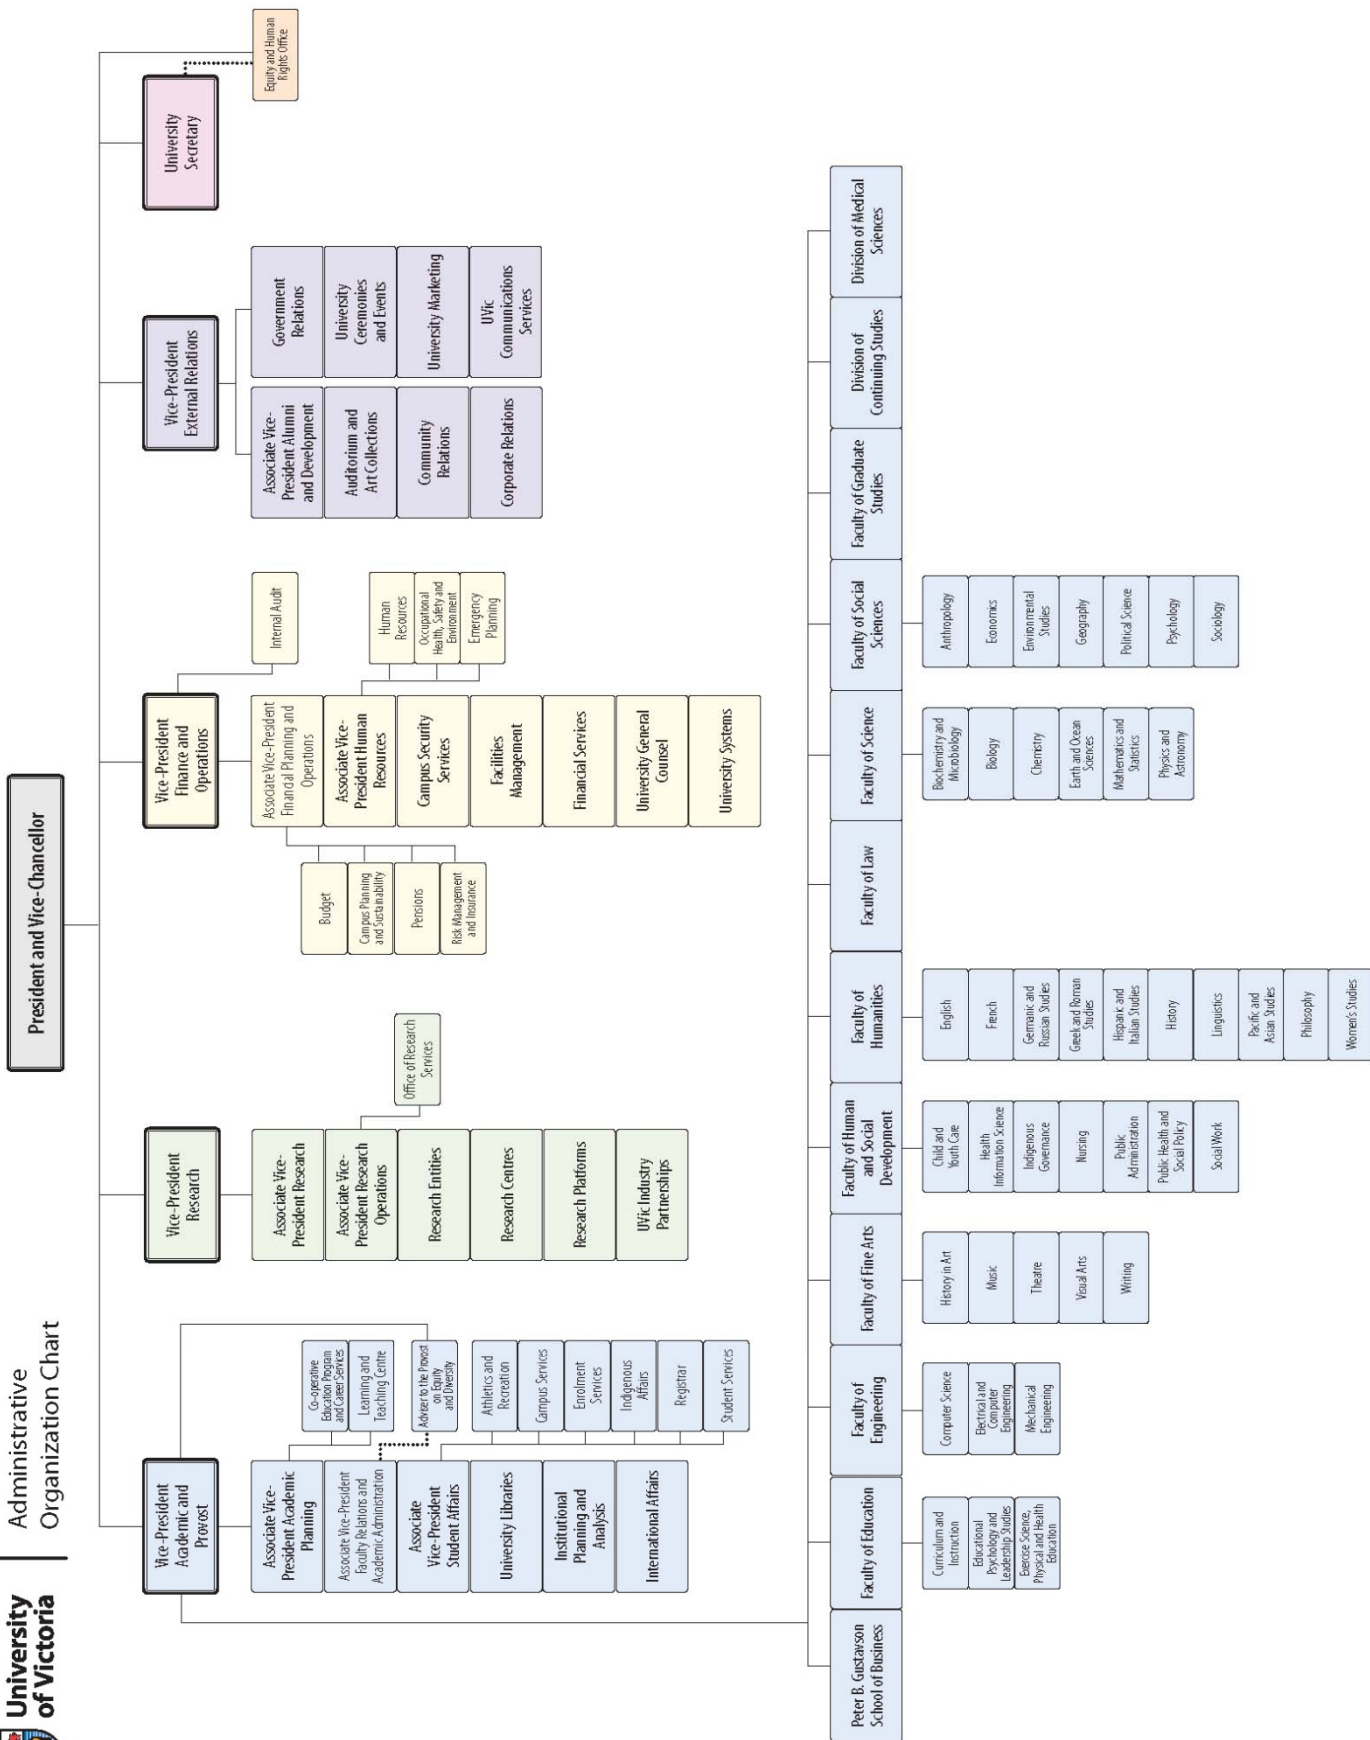 University
of Victoria
Administrative
Organization Chart
President and Vice-Chancellor
Vice-President
Academic and
Provost
Associate Vice-
President Academic
Planning
Associate Vice-President
Faculty Relations and
Academic Administration
Associate
Vice-President
Student Affairs
University Libraries
Institutional
Planning and
Analysis
International Affairs
Co-operative
Education Program
and Career Services
Learning and
Teaching Centre
Adviser to the Provost
on Equity
and Diversity
Athletics and
Recreation
Campus Services
Enrolment
Services
Indigenous
Affairs
Registrar
Student Services
Vice-President
Research
Associate Vice-
President Research
Associate Vice-
President Research
Operations
Research Entities
Research Centres
Research Platforms
UVic Industry
Partnerships
Office of Research
Services
Vice-President
Finance and
Operations
Associate Vice-President
Financial Planning and
Operations
Associate Vice-
President Human
Resources
Campus Security
Services
Facilities
Management
Financial Services
University General
Counsel
University Systems
Budget
Campus Planning
and Sustainability
Pensions
Risk Management
and Insurance
Internal Audit
Human
Resources
Occupational
Health, Safety and
Environment
Emergency
Planning
Vice-President
External Relations
Associate Vice-
President Alumni
and Development
Auditorium and
Art Collections
Community
Relations
Corporate Relations
Government
Relations
University
Ceremonies
and Events
University Marketing
UVic
Communications
Services
University
Secretary
Equity and Human
Rights Office
Peter B. Gustavson
School of Business
Faculty of Education
Curriculum and
Instruction
Educational
Psychology and
Leadership Studies
Exercise Science,
Physical and Health
Education
Faculty of
Engineering
Computer Science
Electrical and
Computer
Engineering
Mechanical
Engineering
Faculty of Fine Arts
History in Art
Music
Theatre
Visual Arts
Writing
Faculty of Human
and Social
Development
Child and
Youth Care
Health
Information Science
Indigenous
Governance
Nursing
Public
Administration
Public Health and
Social Policy
Social Work
Faculty of
Humanities
English
French
Germanic and
Russian Studies
Greek and Roman
Studies
Hispanic and
Italian Studies
History
Linguistics
Pacific and
Asian Studies
Philosophy
Women's Studies
Faculty of Law
Faculty of Science
Biochemistry and
Microbiology
Biology
Chemistry
Earth and Ocean
Sciences
Mathematics and
Statistics
Physics and
Astronomy
Faculty of Social
Sciences
Anthropology
Economics
Environmental
Studies
Geography
Political Science
Psychology
Sociology
Faculty of Graduate
Studies
Division of
Continuing Studies
Division of Medical
Sciences